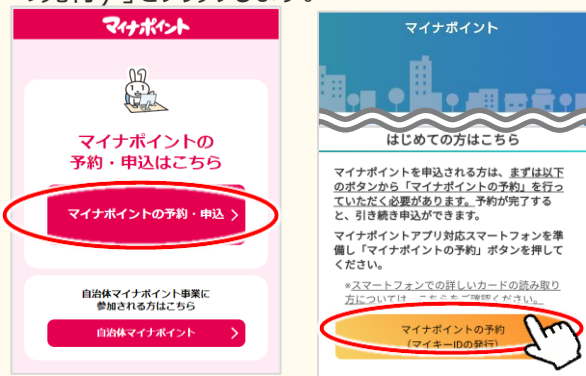 マイナポイント
マイナポイントの
予約・申込はこちら
マイナポイントの予約・申込
自治体マイナポイント事業に
参加される方はこちら
自治体マイナポイント
マイナポイント
はじめての方はこちら
マイナポイントを申込される方は、まずは以下
のボタンから「マイナポイントの予約」を行っ
ていただく必要があります。予約が完了する
と、引き続き申込ができます。
マイナポイントアプリ対応スマートフォンを準
備し「マイナポイントの予約」ボタンを押して
ください。
※スマートフォンでの詳しいカードの読み取り
方については、こちらをご確認ください。
マイナポイントの予約
(マイキーIDの発行)